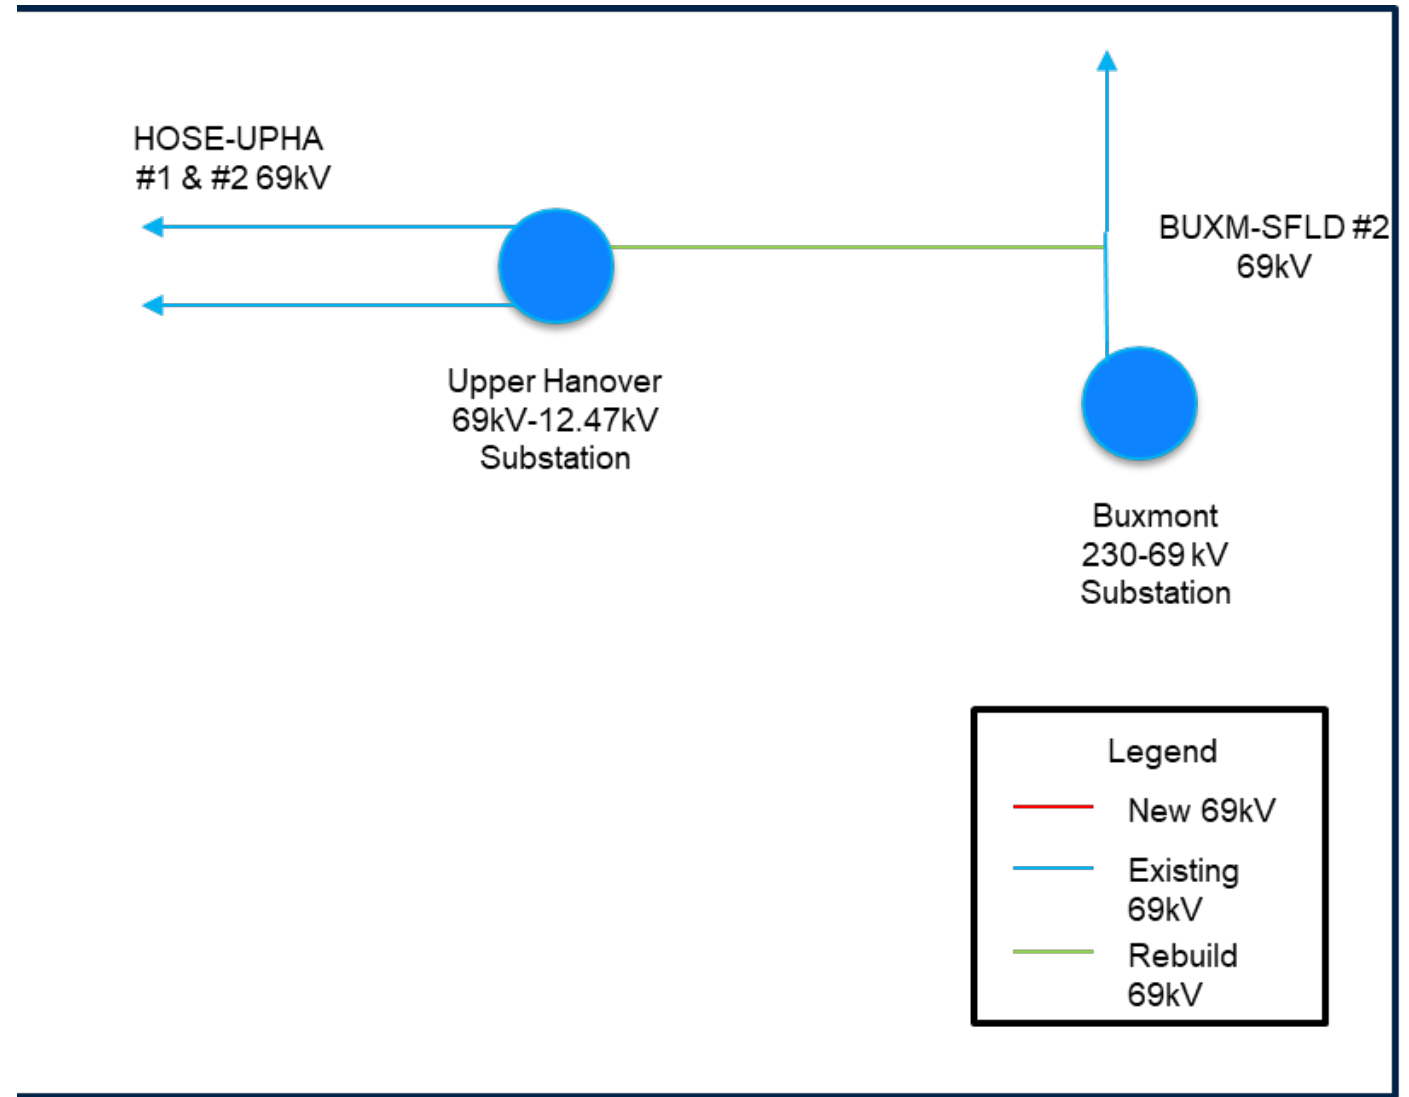 HOSE-UPHA
#1 & #2 69kV
BUXM-SFLD #2
69kV
Upper Hanover
69kV-12.47kV
Substation
Buxmont
230-69 kV
Substation
Legend
New 69kV
Existing
69kV
Rebuild
69kV